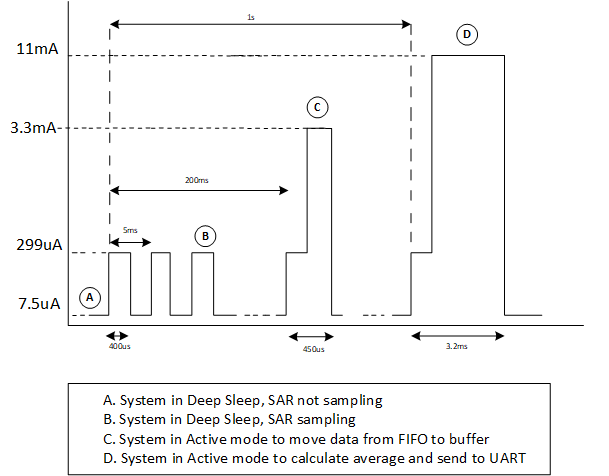 1s
D
11mA
C
3.3mA
200ms
5ms
B
299uA
A
7.5uA
400us
450us
3.2ms
A. System in Deep Sleep, SAR not sampling
B. System in Deep Sleep, SAR sampling
C. System in Active mode to move data from FIFO to buffer
D. System in Active mode to calculate average and send to UART